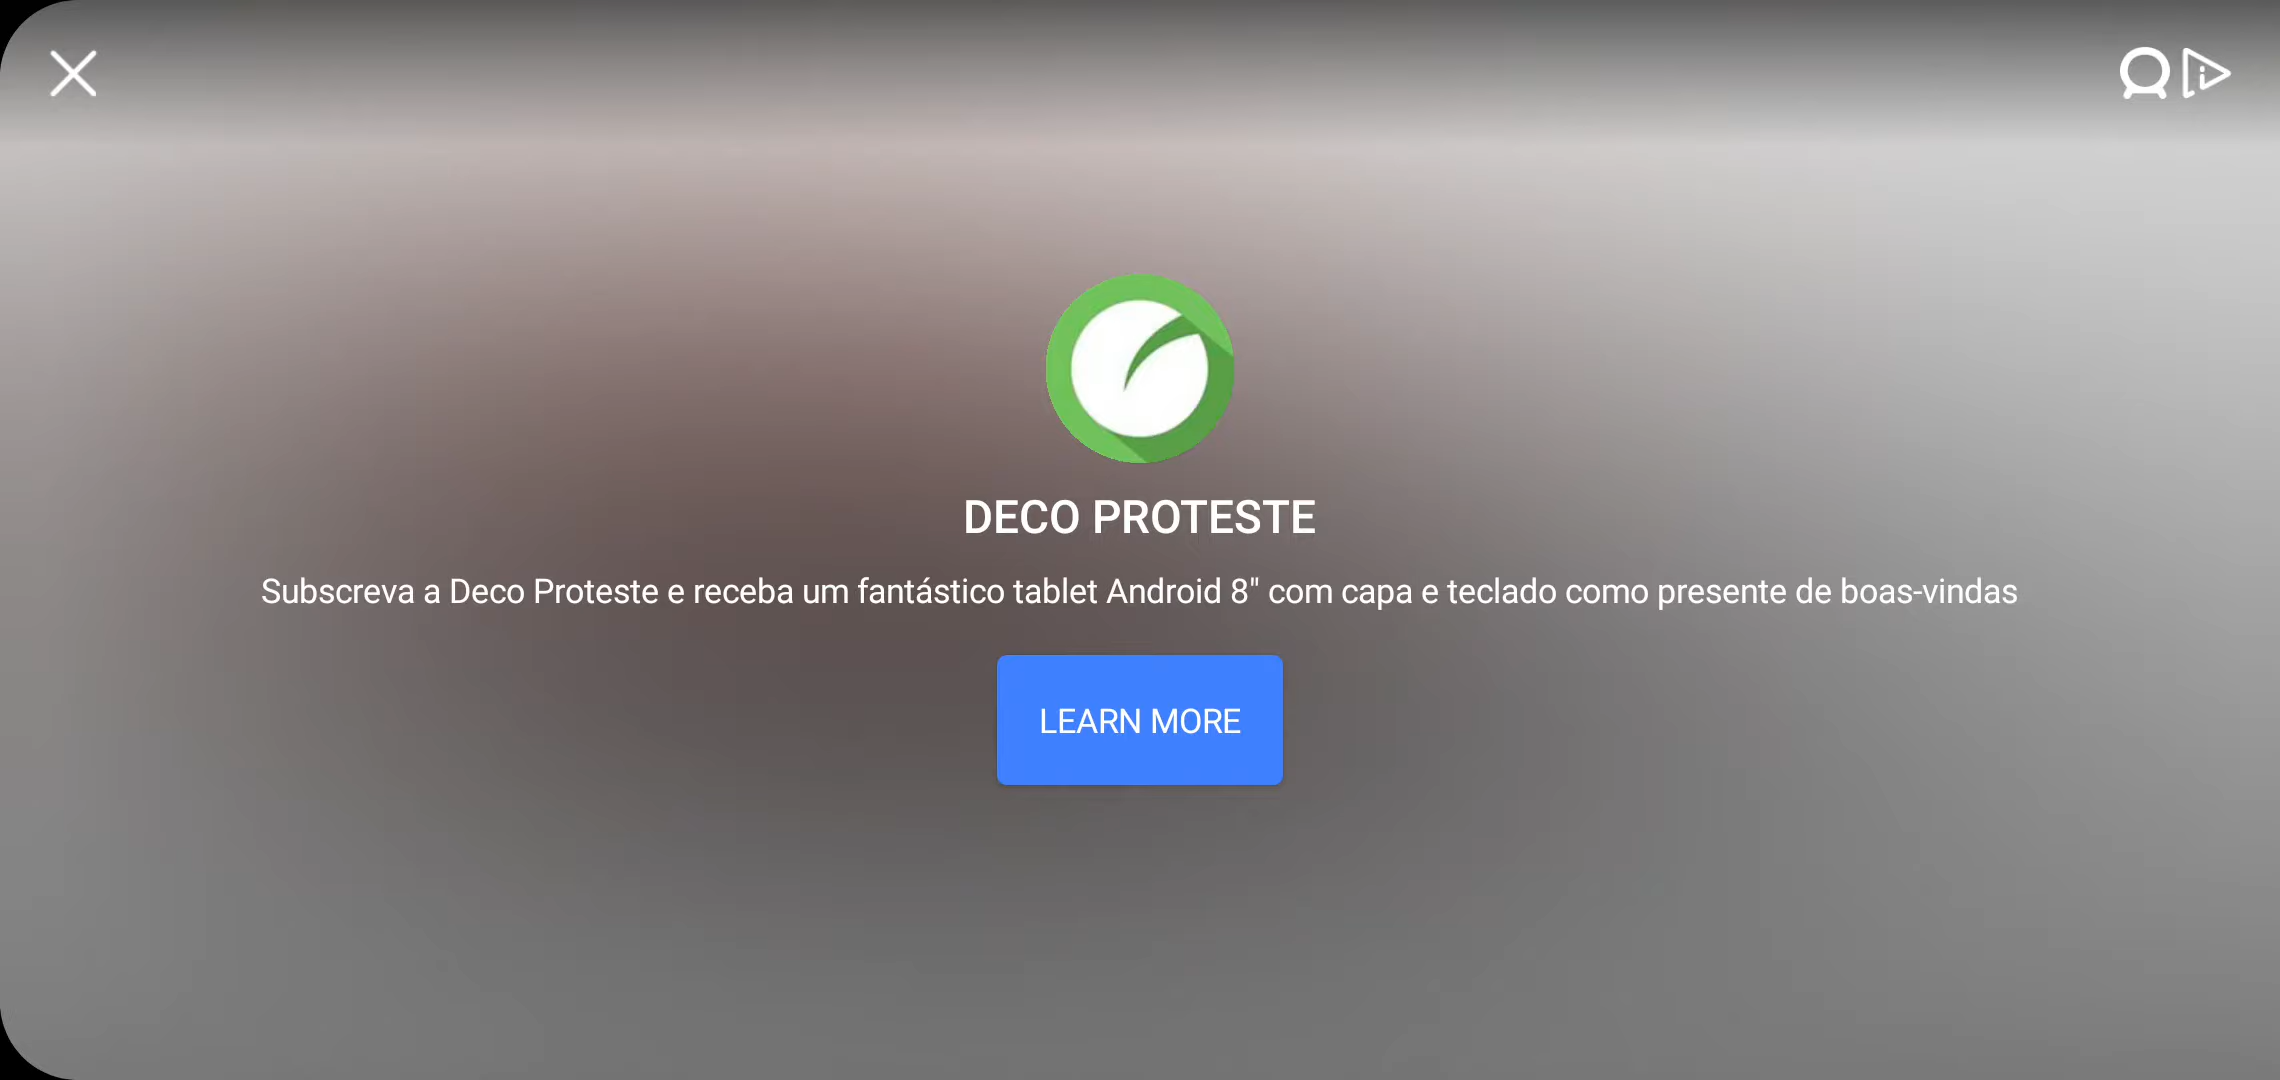 DECO PROTESTE
Subscreva a Deco Proteste e receba um fantástico tablet Android 8" com capa e teclado como presente de boas-vindas
LEARN MORE